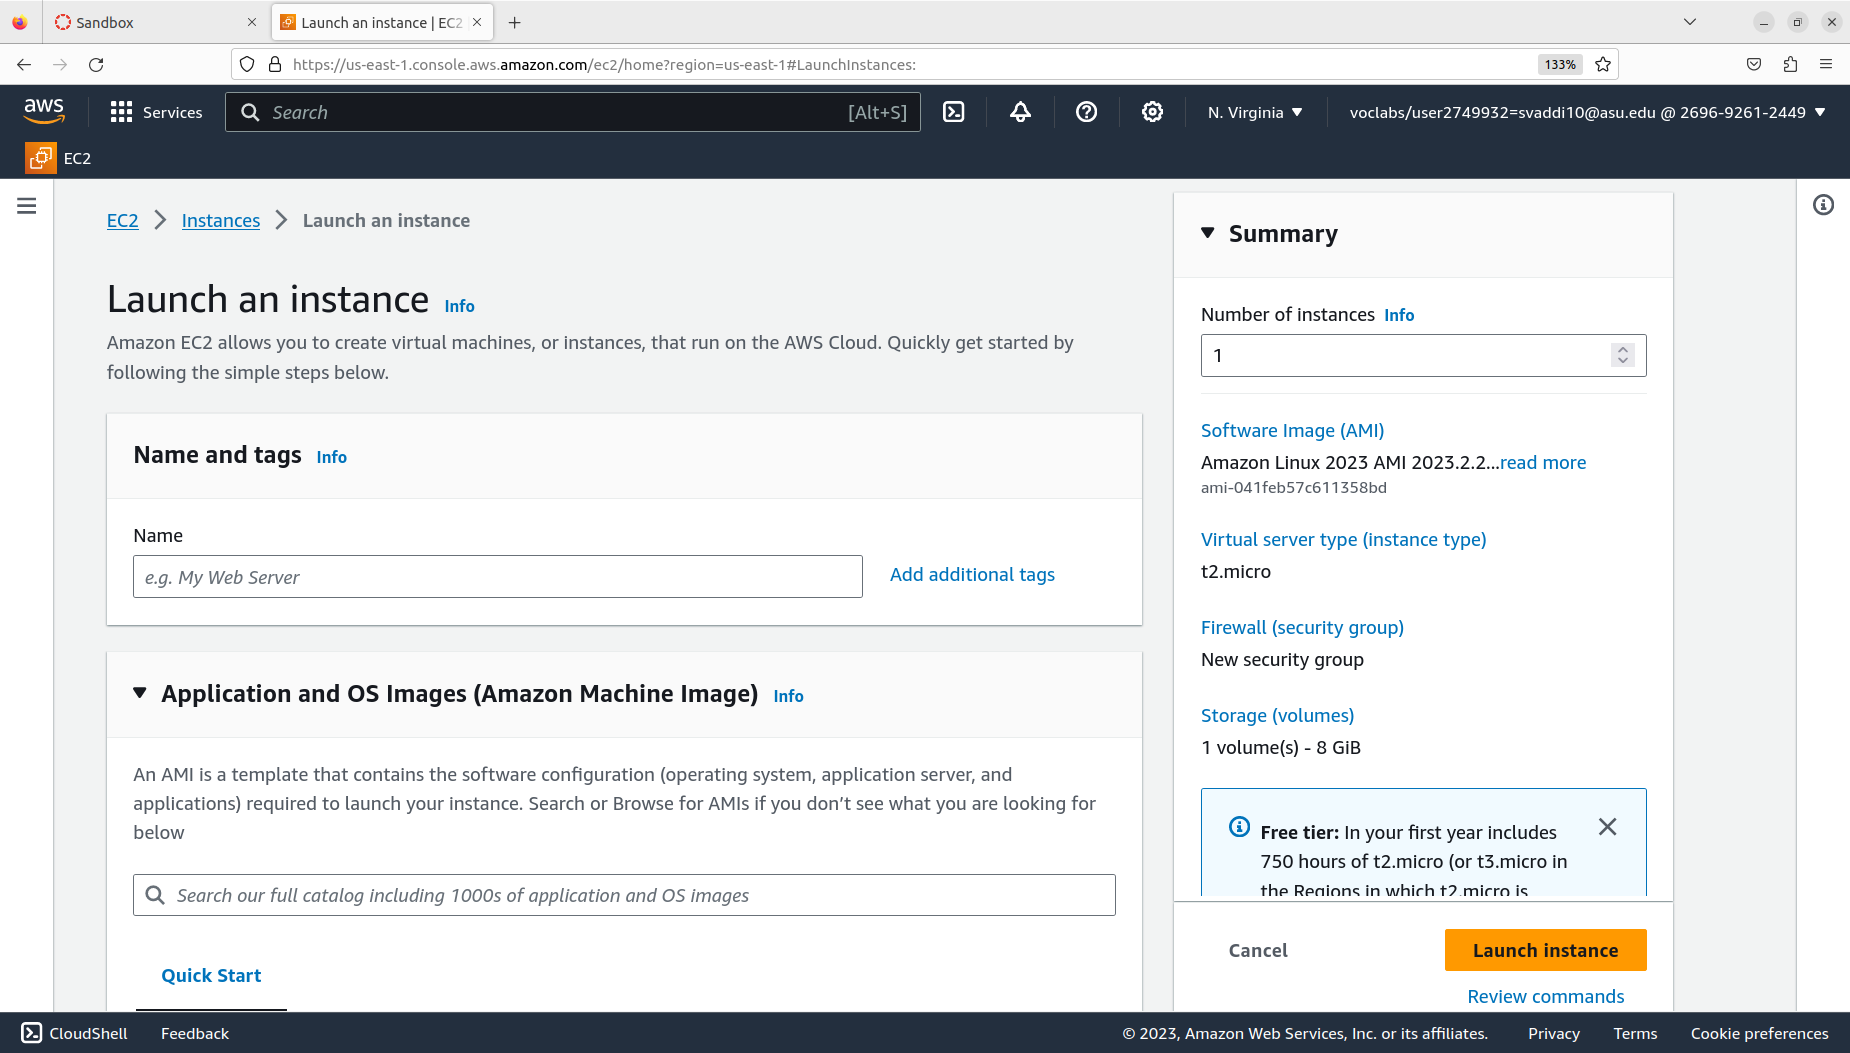 Sandbox
Launch an instance | EC2
https://us-east-1.console.aws.amazon.com/ec2/home?region=us-east-1#LaunchInstances:
133%
aws
Services
Search
[Alt+S]
N. Virginia
voclabs/user2749932=svaddi10@asu.edu @ 2696-9261-2449
EC2
EC2
Instances
Launch an instance
Launch an instance Info
Amazon EC2 allows you to create virtual machines, or instances, that run on the AWS Cloud. Quickly get started by
following the simple steps below.
Name and tags Info
Name
e.g. My Web Server
Add additional tags
Application and OS Images (Amazon Machine Image) Info
An AMI is a template that contains the software configuration (operating system, application server, and
applications) required to launch your instance. Search or Browse for AMIs if you don’t see what you are looking for
below
Search our full catalog including 1000s of application and OS images
Quick Start
Summary
Number of instances Info
1
Software Image (AMI)
Amazon Linux 2023 AMI 2023.2.2...read more
ami-041feb57c611358bd
Virtual server type (instance type)
t2.micro
Firewall (security group)
New security group
Storage (volumes)
1 volume(s) - 8 GiB
Free tier: In your first year includes
750 hours of t2.micro (or t3.micro in
the Regions in which t2.micro is
Cancel
Launch instance
Review commands
CloudShell
Feedback
© 2023, Amazon Web Services, Inc. or its affiliates.
Privacy
Terms
Cookie preferences